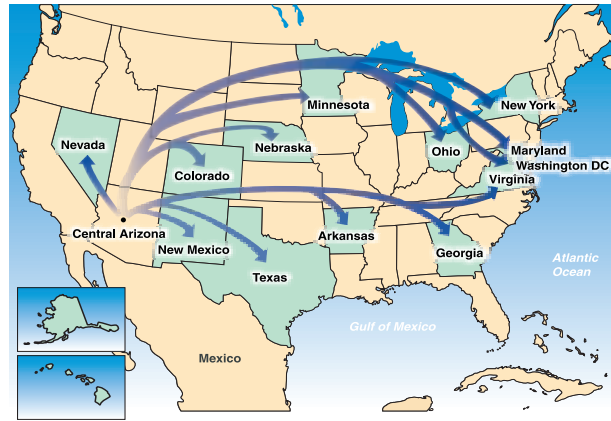 Minnesota
New York
Nevada
Nebraska
Ohio
Maryland
Washington DC
Colorado
Virginia
Central Arizona
Arkansas
New Mexico
Georgia
Texas
Atlantic
Ocean
Gulf of Mexico
Mexico